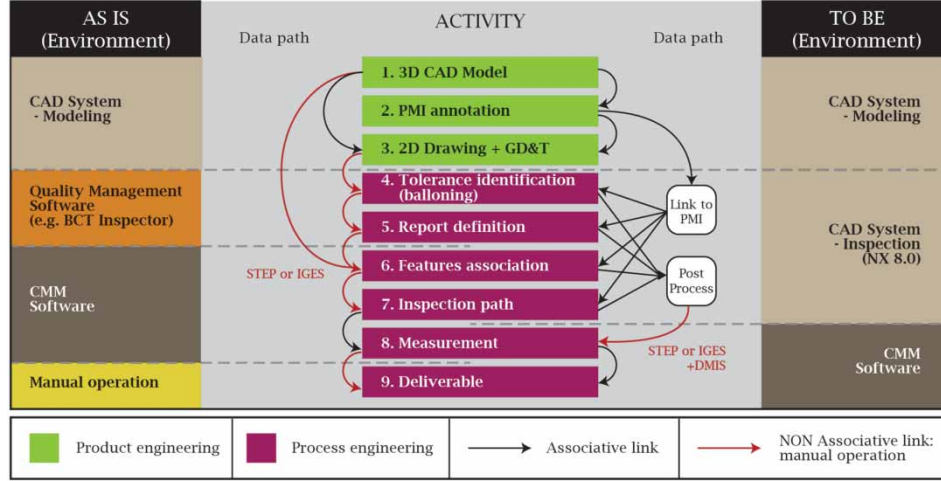 AS IS
(Environment)
ACTIVITY
TO BE
(Environment)
Data path
Data path
CAD System
- Modeling
Quality Management
Software
(e.g. BCT Inspector)
CMM
Software
Manual operation
1. 3D CAD Model
2. PMI annotation
3. 2D Drawing + GD&T
4. Tolerance identification
(balloning)
5. Report definition
6. Features association
7. Inspection path
8. Measurement
9. Deliverable
STEP or IGES
Link to
PMI
Post
Process
STEP or IGES
+DMIS
CAD System
- Modeling
CAD System
- Inspection
(NX 8.0)
CMM
Software
Product engineering
Process engineering
Associative link
NON Associative link:
manual operation